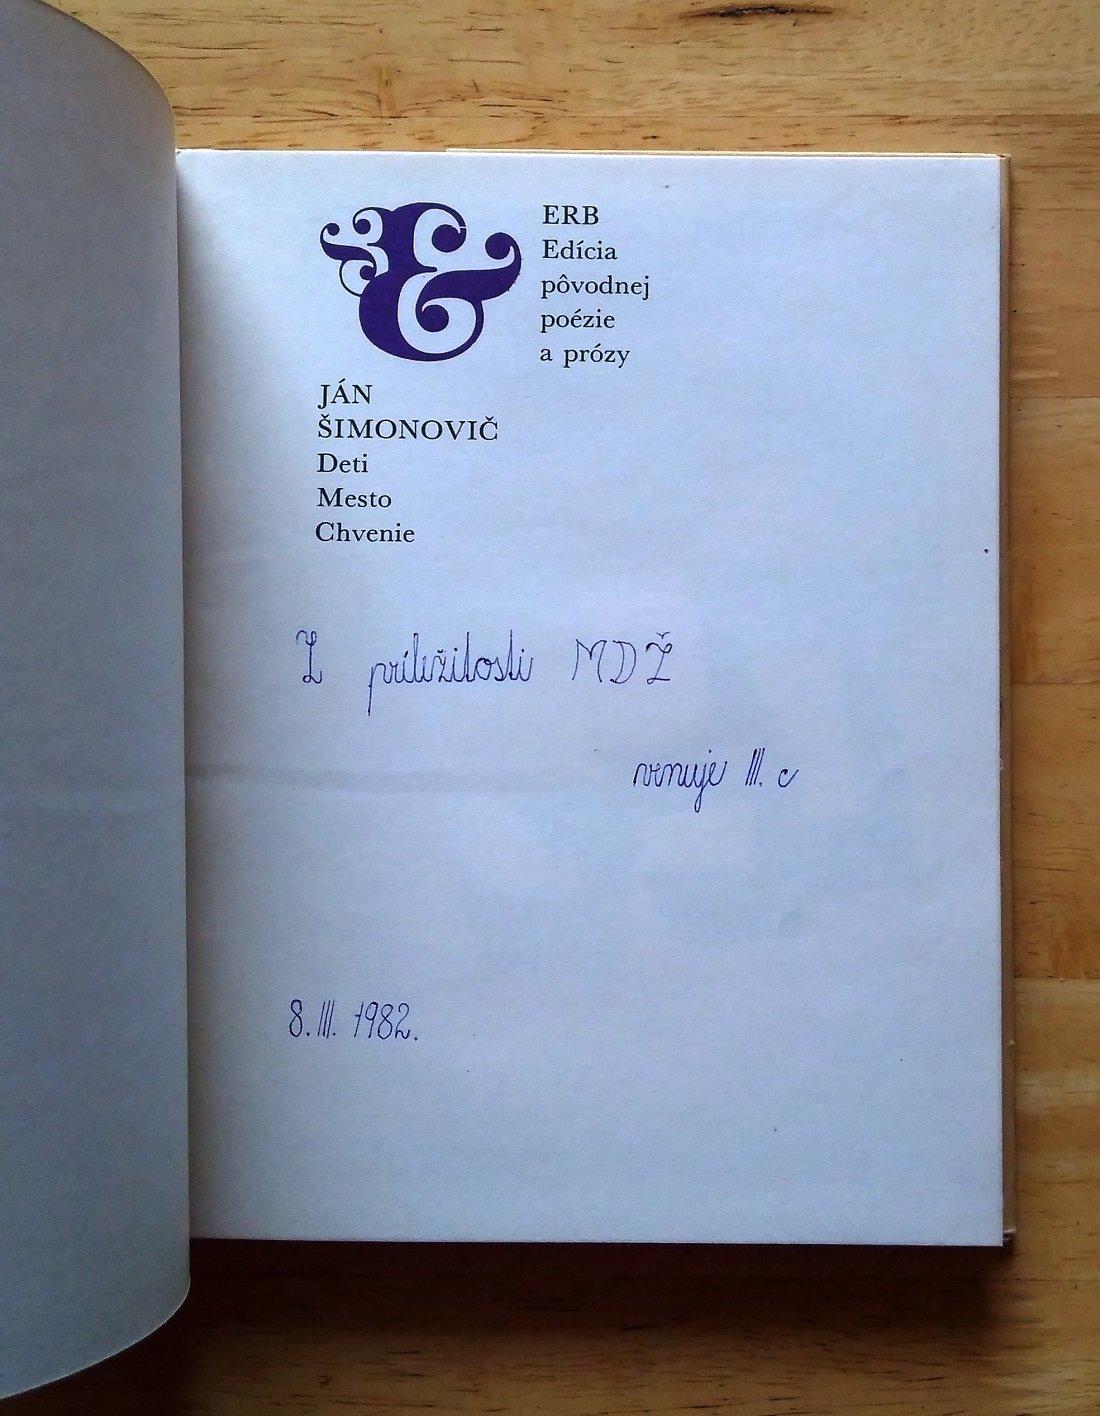 ERB
Edícia
pôvodnej
poézie
a prózy
JÁN
ŠIMONOVIČ
Deti
Mesto
Chvenie
Z príležitosti MDŽ
venuje III. c
8. III. 1982.